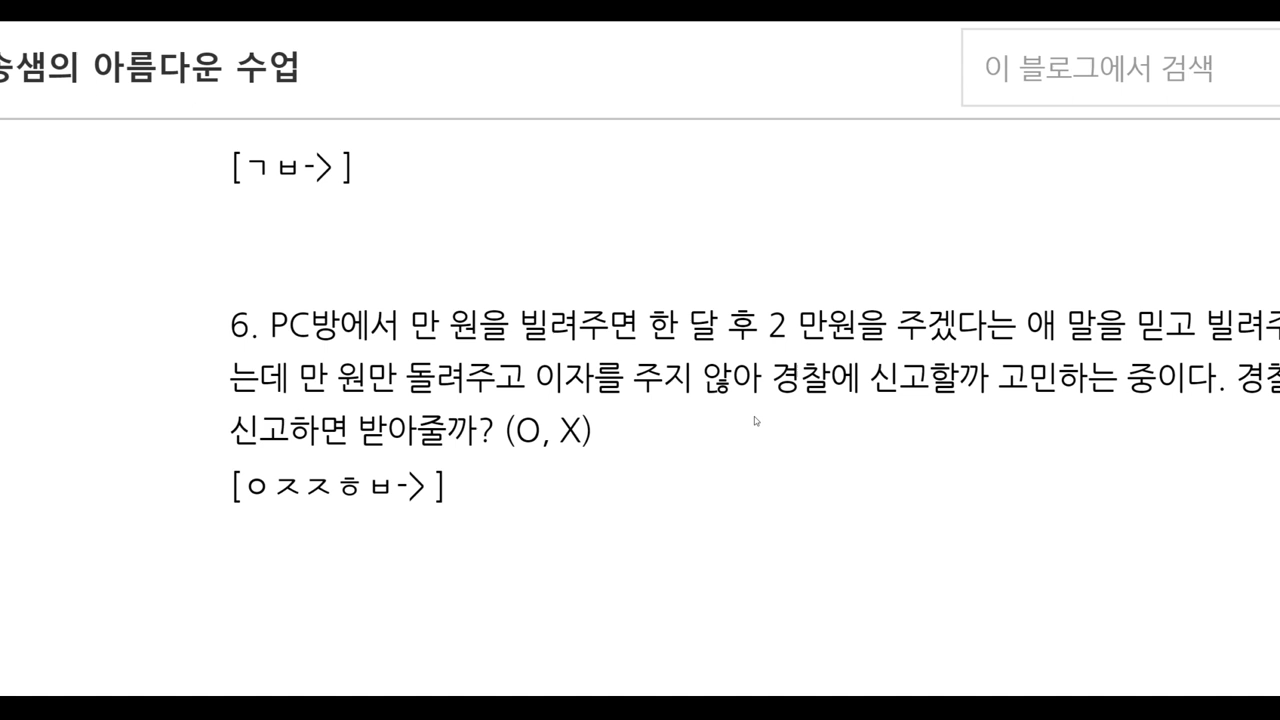 송샘의 아름다운 수업
이 블로그에서 검색
[ㄱㅂ-> ]
6. PC방에서 만 원을 빌려주면 한 달 후 2 만원을 주겠다는 애 말을 믿고 빌려주
는데 만 원만 돌려주고 이자를 주지 않아 경찰에 신고할까 고민하는 중이다. 경찰
신고하면 받아줄까? (O, X)
[ㅇㅈㅈㅎㅂ-> ]